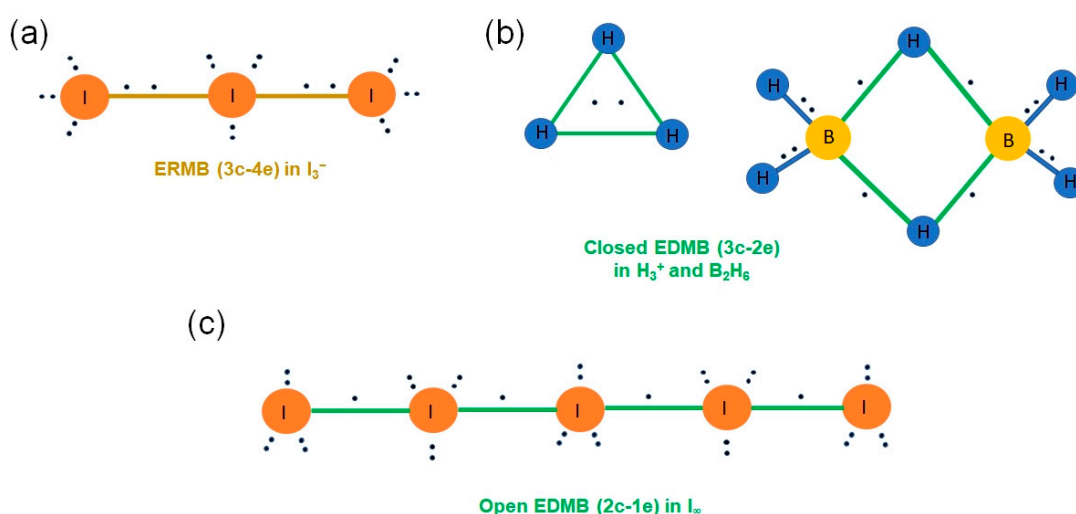 (a)
I I I
ERMB (3c-4e) in I₃⁻
(b)
H
H H
H
H H
B B
H H
H
Closed EDMB (3c-2e)
in H₃⁺ and B₂H₆
(c)
I I I I I
Open EDMB (2c-1e) in I∞